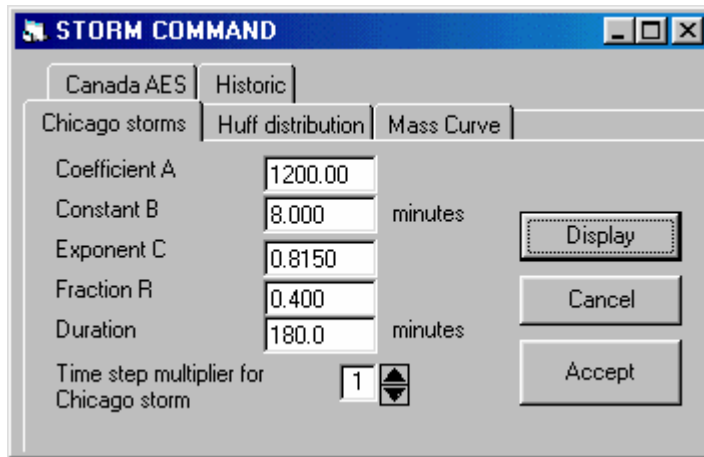 STORM COMMAND
Canada AES Historic
Chicago storms Huff distribution Mass Curve
Coefficient A 1200.00
Constant B 8.000 minutes
Display
Exponent C 0.8150
Fraction R 0.400
Cancel
Duration 180.0 minutes
Time step multiplier for
Chicago storm
1
Accept